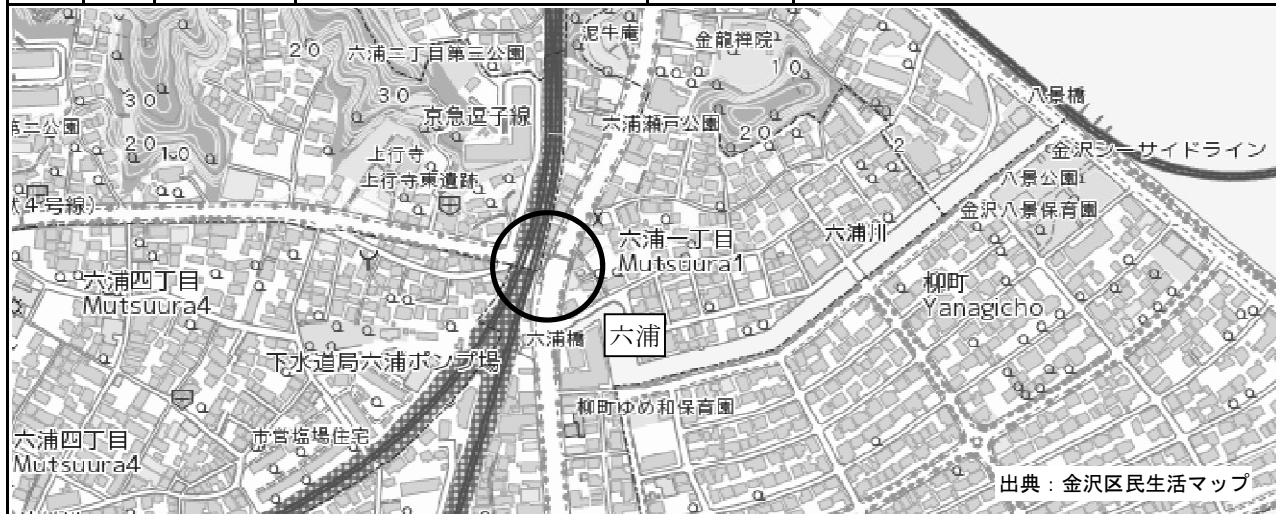 泥牛庵
金龍禅院
20
六浦二丁目第三公園
10
30
30
八景橋
京急逗子線
六浦瀬戸公園
第二公園
20
20
10
2
金沢シーサイドライン
上行寺
上行寺東遺跡
八景公園
4号線)
金沢八景保育園
六浦一丁目
Mutsuura1
六浦川
六浦四丁目
Mutsuura4
柳町
Yanagicho
六浦橋
六浦
下水道局六浦ポンプ場
柳町ゆめ和保育園
市営塩場住宅
六浦四丁目
Mutsuura4
出典：金沢区民生活マップ